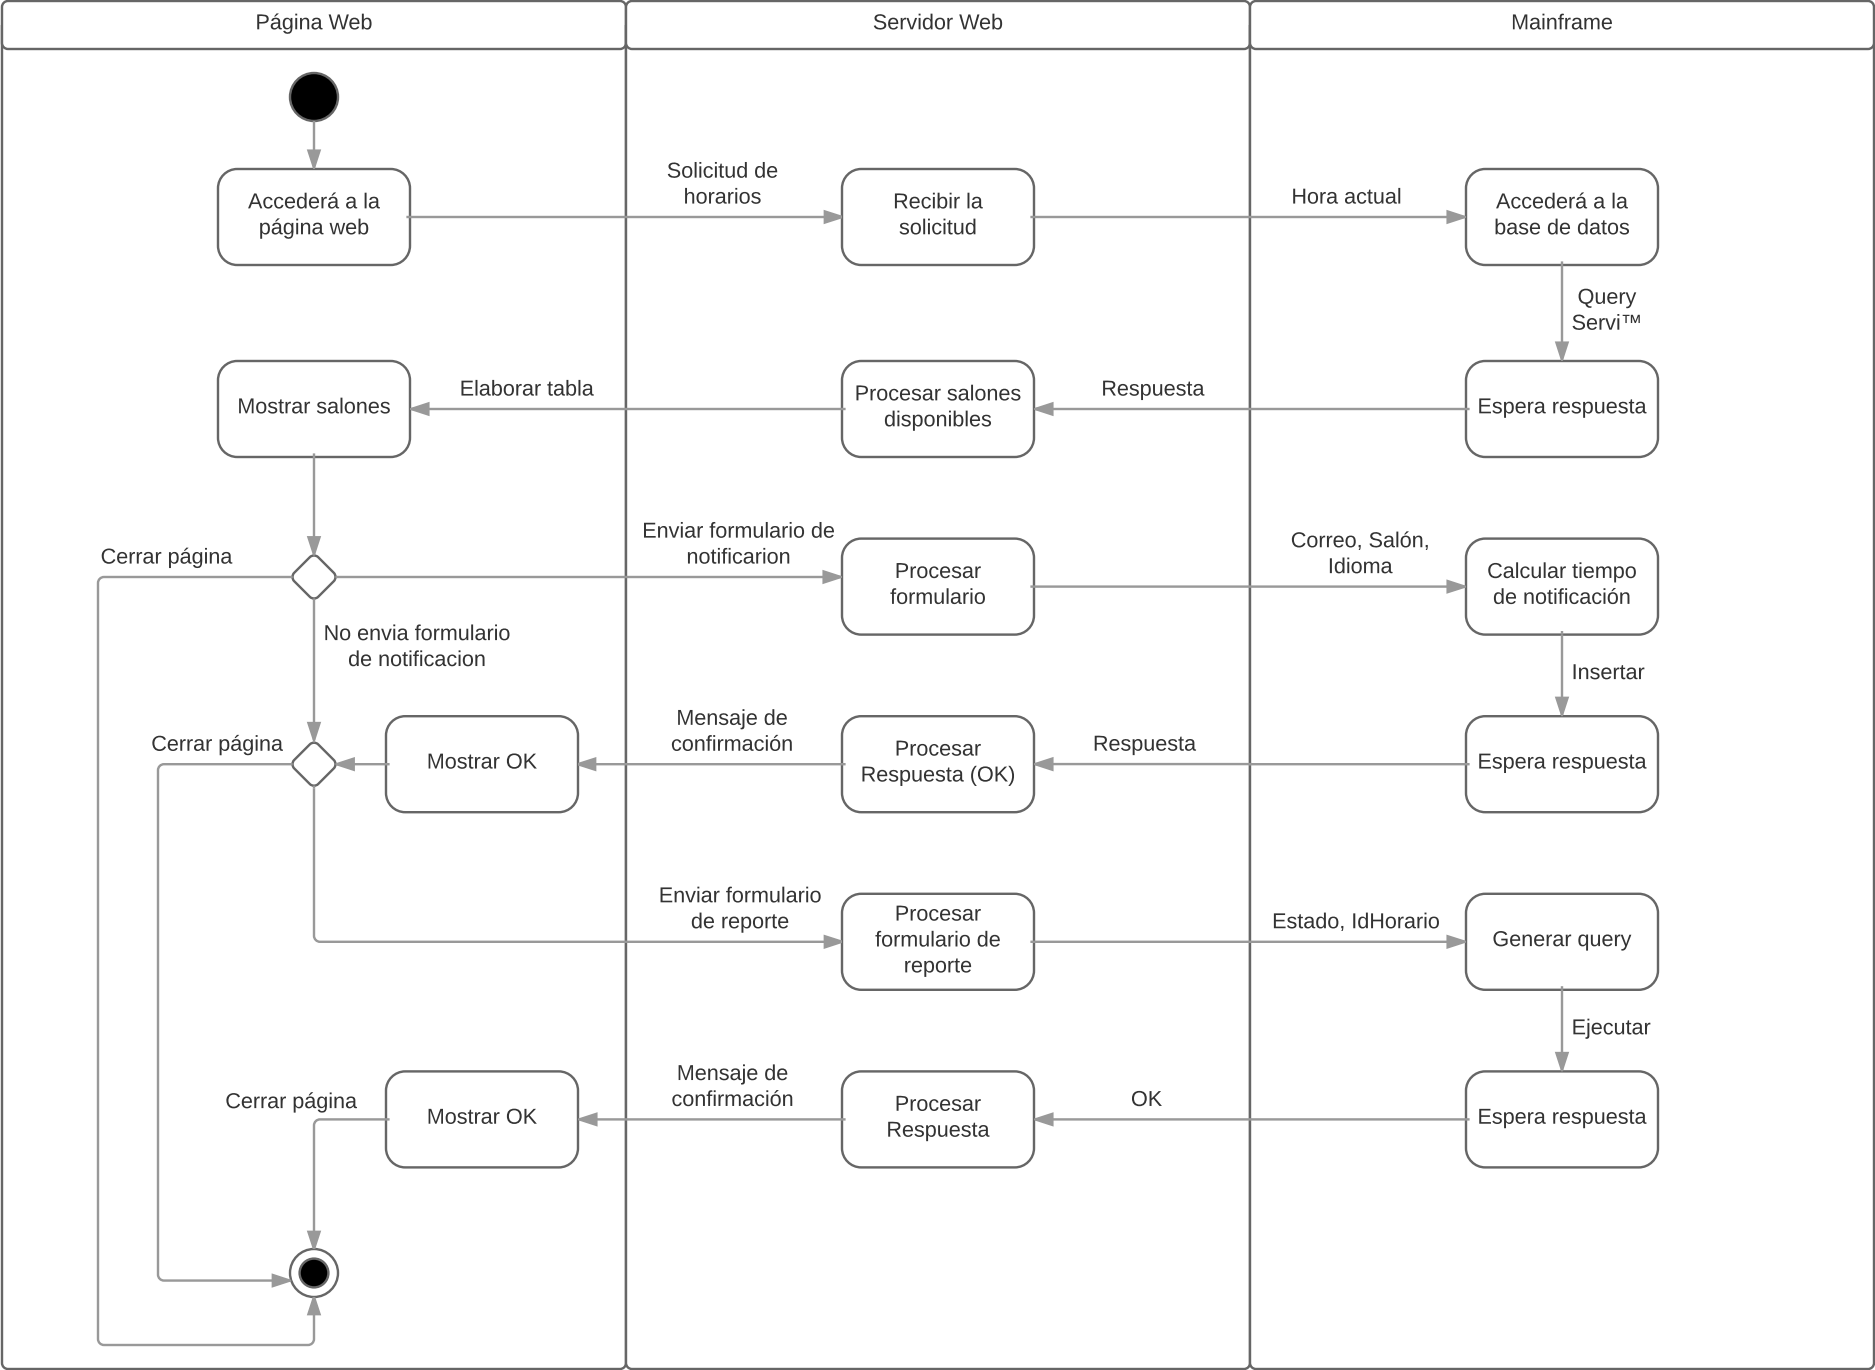 Página Web
Servidor Web
Mainframe
Accederá a la
página web
Solicitud de
horarios
Recibir la
solicitud
Hora actual
Accederá a la
base de datos
Query
Servi™
Mostrar salones
Elaborar tabla
Procesar salones
disponibles
Respuesta
Espera respuesta
Cerrar página
Enviar formulario de
notificarion
Procesar
formulario
Correo, Salón,
Idioma
Calcular tiempo
de notificación
No envia formulario
de notificacion
Insertar
Cerrar página
Mostrar OK
Mensaje de
confirmación
Procesar
Respuesta (OK)
Respuesta
Espera respuesta
Enviar formulario
de reporte
Procesar
formulario de
reporte
Estado, IdHorario
Generar query
Ejecutar
Cerrar página
Mostrar OK
Mensaje de
confirmación
Procesar
Respuesta
OK
Espera respuesta